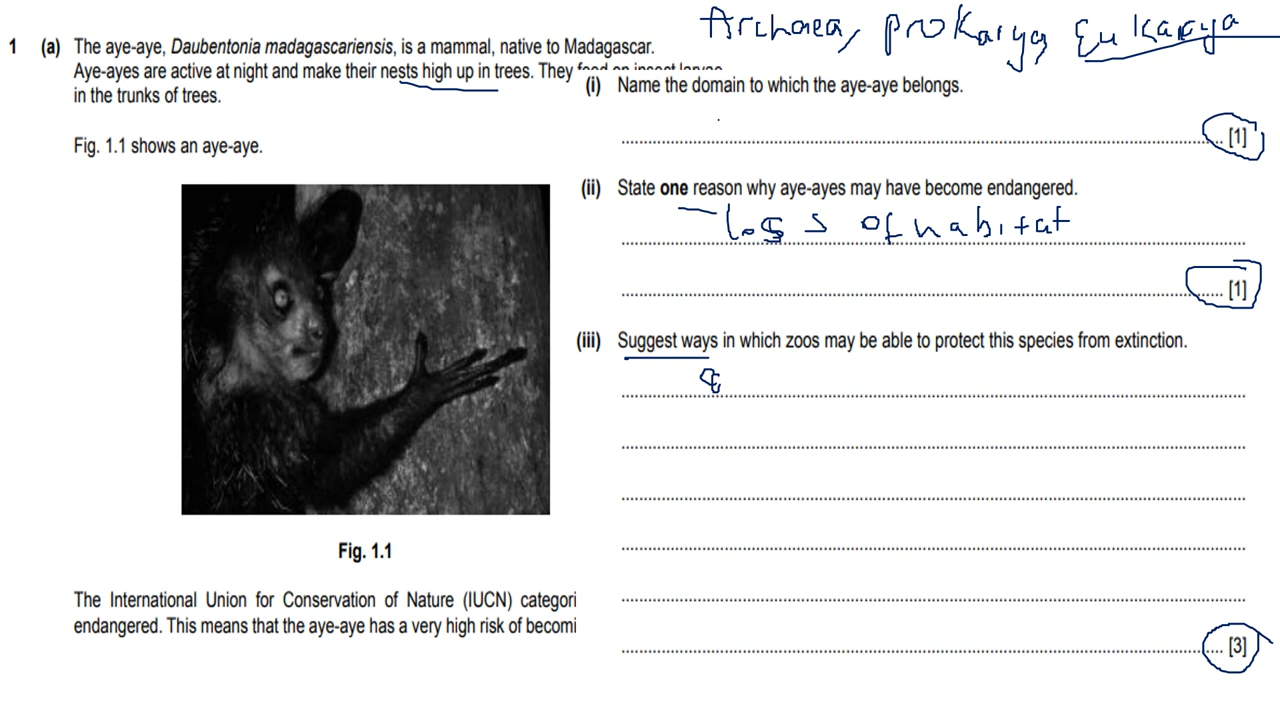 Archaea, prokarya, Eukarya
1 (a) The aye-aye, Daubentonia madagascariensis, is a mammal, native to Madagascar.
Aye-ayes are active at night and make their nests high up in trees. They feed on insect larvae
in the trunks of trees.
Fig. 1.1 shows an aye-aye.
Fig. 1.1
The International Union for Conservation of Nature (IUCN) categori
endangered. This means that the aye-aye has a very high risk of becomi
(i) Name the domain to which the aye-aye belongs.
[1]
(ii) State one reason why aye-ayes may have become endangered.
loss of habitat
[1]
(iii) Suggest ways in which zoos may be able to protect this species from extinction.
[3]